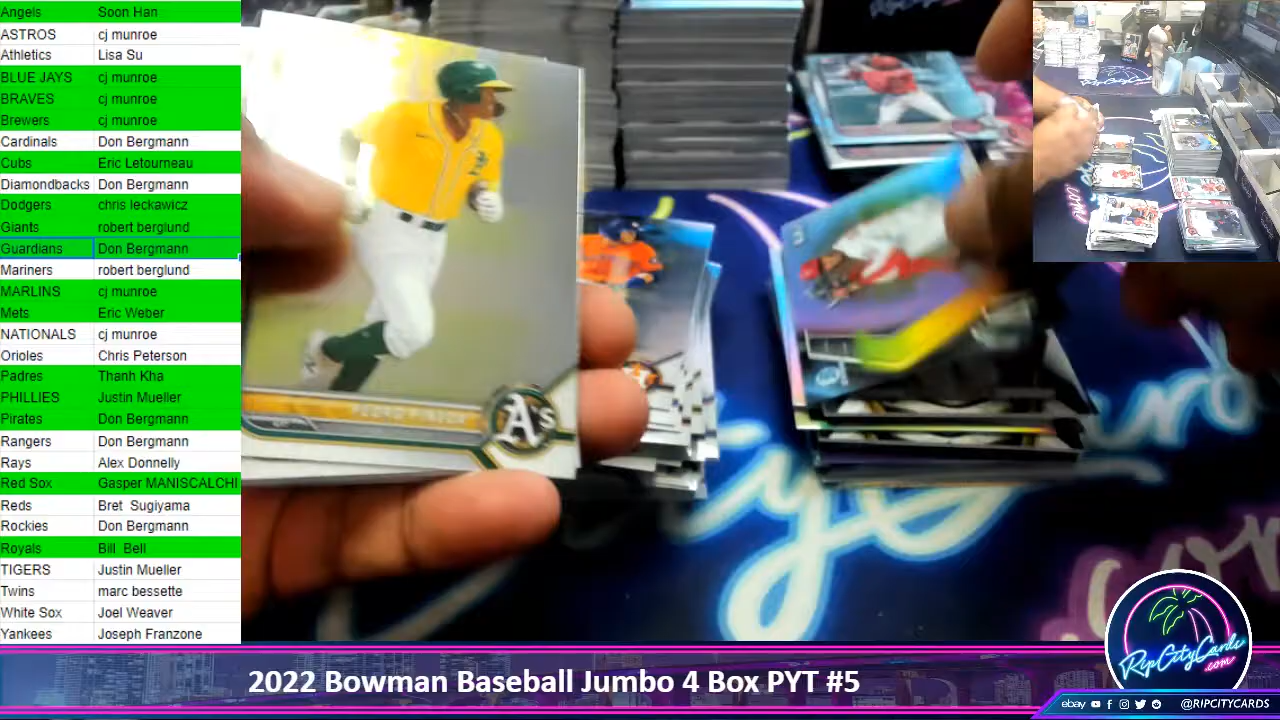 Angels Soon Han
ASTROS cj munroe
Athletics Lisa Su
BLUE JAYS cj munroe
BRAVES cj munroe
Brewers cj munroe
Cardinals Don Bergmann
Cubs Eric Letourneau
Diamondbacks Don Bergmann
Dodgers chris leckawicz
Giants robert berglund
Guardians Don Bergmann
Mariners robert berglund
MARLINS cj munroe
Mets Eric Weber
NATIONALS cj munroe
Orioles Chris Peterson
Padres Thanh Kha
PHILLIES Justin Mueller
Pirates Don Bergmann
Rangers Don Bergmann
Rays Alex Donnelly
Red Sox Gasper MANISCALCHI
Reds Bret Sugiyama
Rockies Don Bergmann
Royals Bill Bell
TIGERS Justin Mueller
Twins marc bessette
White Sox Joel Weaver
Yankees Joseph Franzone
A's
RipCityCards
.com
2022 Bowman Baseball Jumbo 4 Box PYT #5
ebay @RIPCITYCARDS